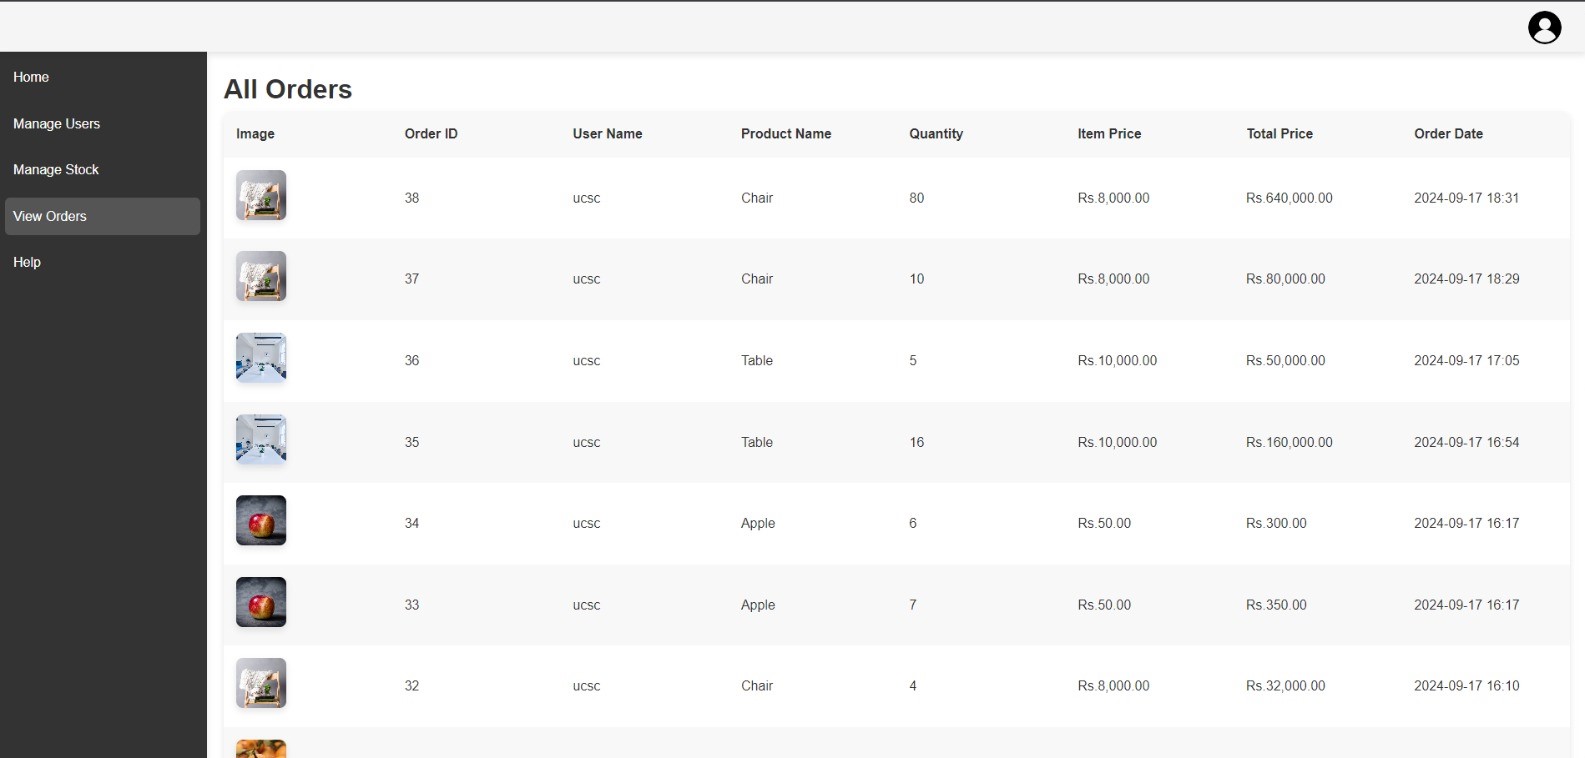 Home
Manage Users
Manage Stock
View Orders
Help
All Orders
Image Order ID User Name Product Name Quantity Item Price Total Price Order Date
38 ucsc Chair 80 Rs.8,000.00 Rs.640,000.00 2024-09-17 18:31
37 ucsc Chair 10 Rs.8,000.00 Rs.80,000.00 2024-09-17 18:29
36 ucsc Table 5 Rs.10,000.00 Rs.50,000.00 2024-09-17 17:05
35 ucsc Table 16 Rs.10,000.00 Rs.160,000.00 2024-09-17 16:54
34 ucsc Apple 6 Rs.50.00 Rs.300.00 2024-09-17 16:17
33 ucsc Apple 7 Rs.50.00 Rs.350.00 2024-09-17 16:17
32 ucsc Chair 4 Rs.8,000.00 Rs.32,000.00 2024-09-17 16:10